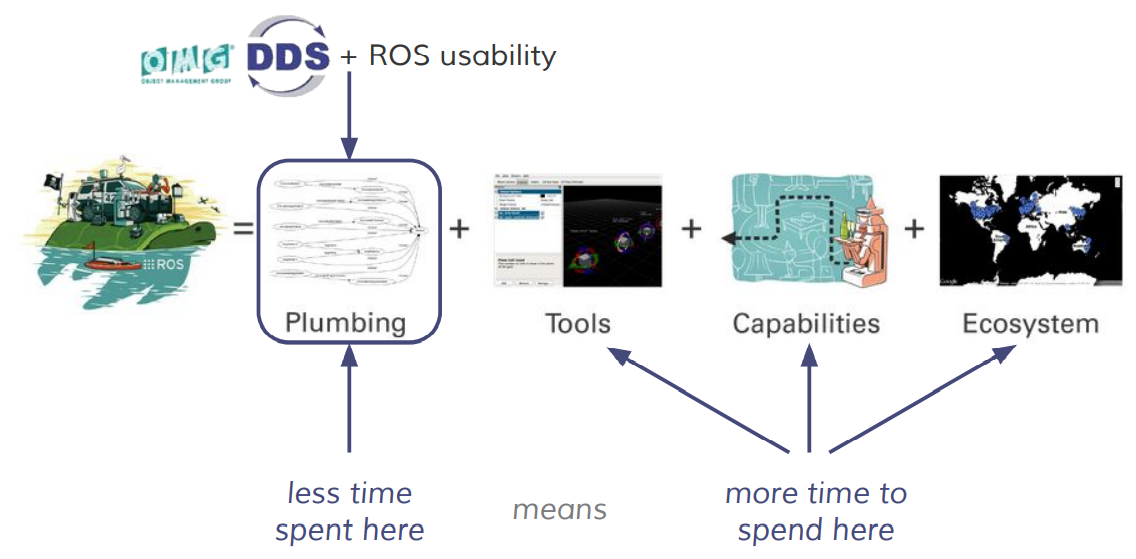 OMG
OBJECT MANAGEMENT GROUP
DDS + ROS usability
ROS
=
+
+
+
Plumbing
Tools
Capabilities
Ecosystem
less time
spent here
means
more time to
spend here